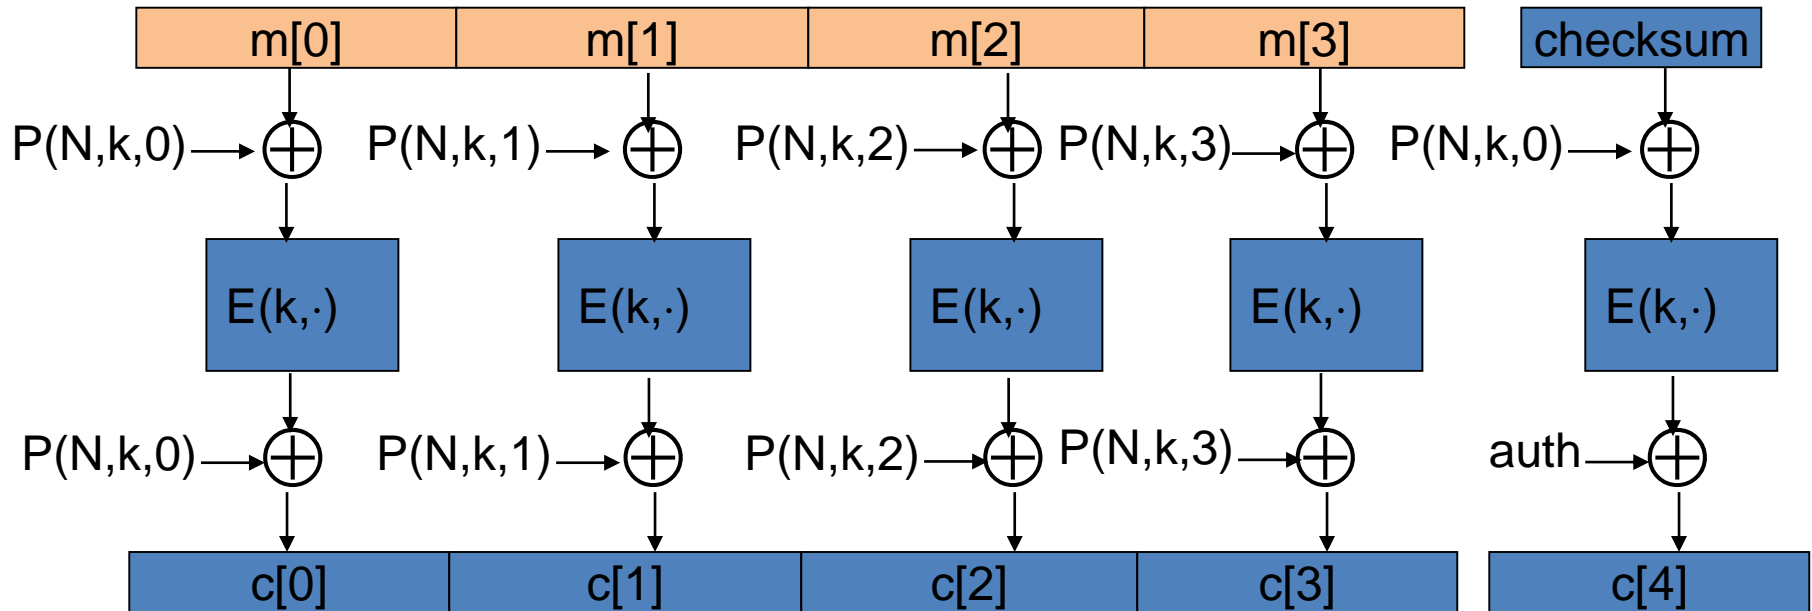 m[0] m[1] m[2] m[3] checksum
P(N,k,0) P(N,k,1) P(N,k,2) P(N,k,3) P(N,k,0)
E(k,·) E(k,·) E(k,·) E(k,·) E(k,·)
P(N,k,0) P(N,k,1) P(N,k,2) P(N,k,3) auth
c[0] c[1] c[2] c[3] c[4]